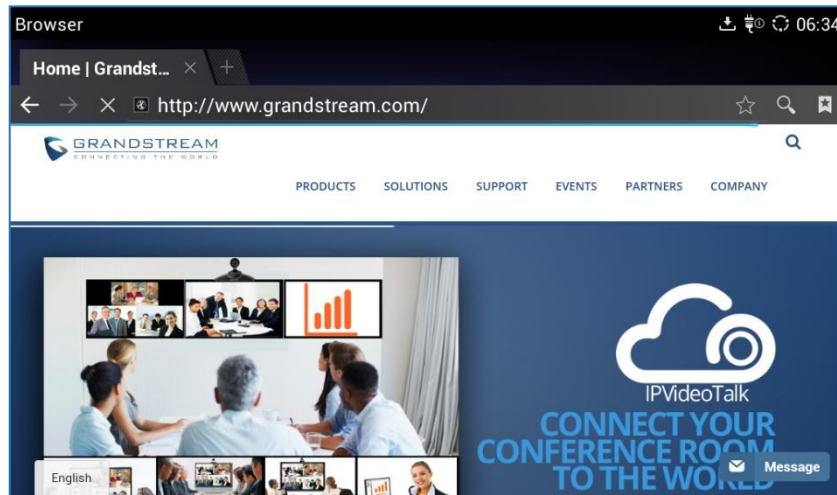 Browser
06:34
Home | Grandst...
http://www.grandstream.com/
GRANDSTREAM
CONNECTING THE WORLD
PRODUCTS SOLUTIONS SUPPORT EVENTS PARTNERS COMPANY
IPVideoTalk
CONNECT YOUR
CONFERENCE ROOM
TO THE WORLD
English
Message